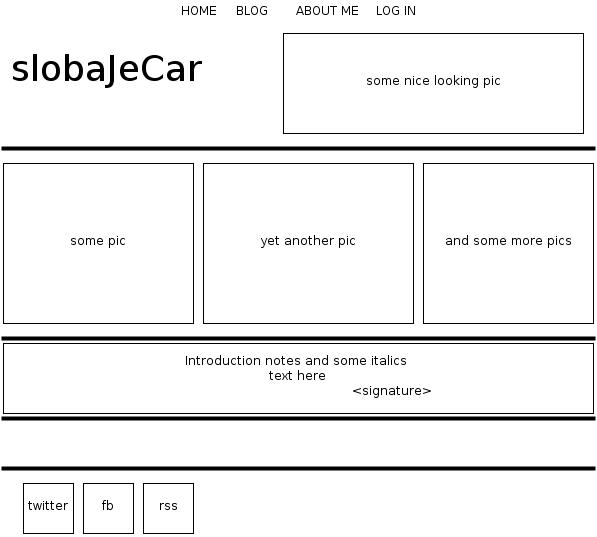 HOME BLOG ABOUT ME LOG IN
slobaJeCar
some nice looking pic
some pic
yet another pic
and some more pics
Introduction notes and some italics
text here
<signature>
twitter
fb
rss